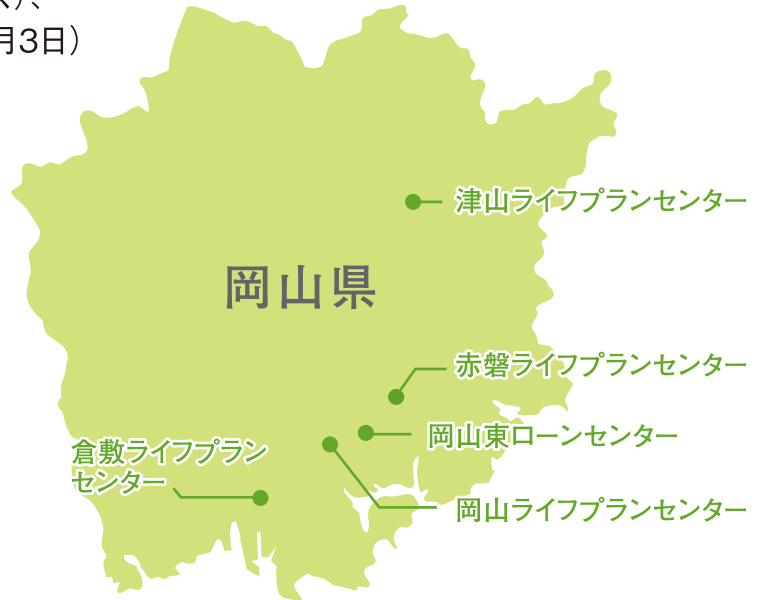 月3日）
津山ライフプランセンター
岡山県
赤磐ライフプランセンター
岡山東ローンセンター
倉敷ライフプラン
センター
岡山ライフプランセンター